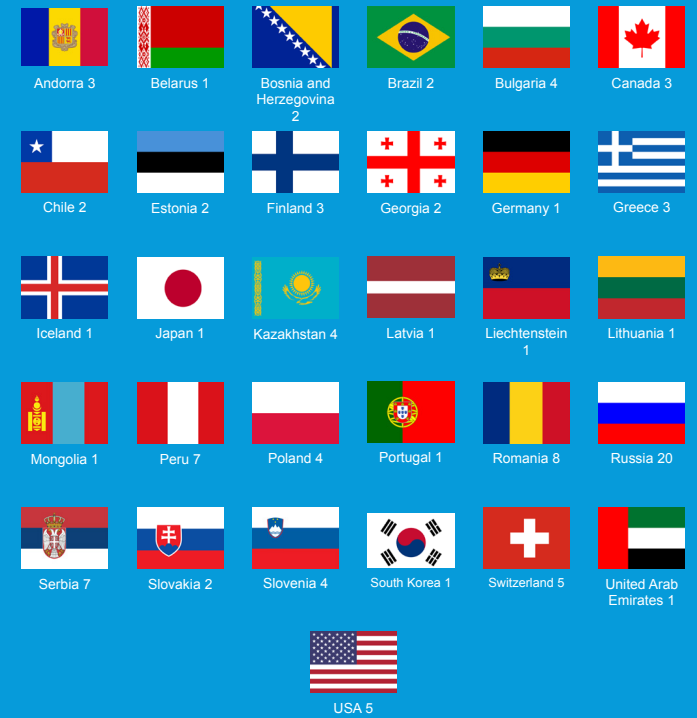 Andorra 3
Belarus 1
Bosnia and
Herzegovina
2
Brazil 2
Bulgaria 4
Canada 3
Chile 2
Estonia 2
Finland 3
Georgia 2
Germany 1
Greece 3
Iceland 1
Japan 1
Kazakhstan 4
Latvia 1
Liechtenstein
1
Lithuania 1
Mongolia 1
Peru 7
Poland 4
Portugal 1
Romania 8
Russia 20
Serbia 7
Slovakia 2
Slovenia 4
South Korea 1
Switzerland 5
United Arab
Emirates 1
USA 5